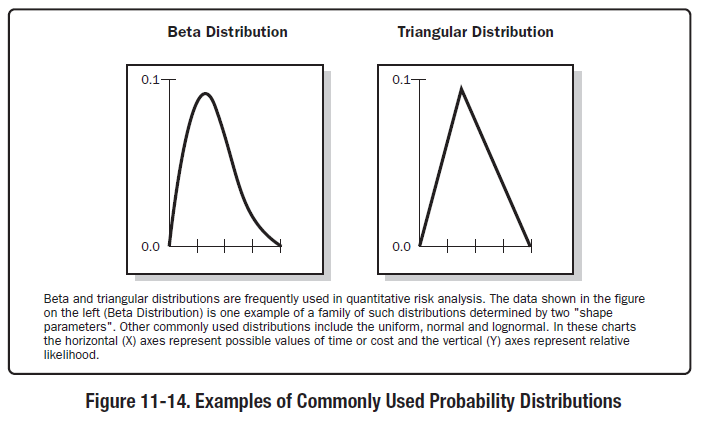 Beta Distribution
Triangular Distribution
0.1
0.0
0.1
0.0
Beta and triangular distributions are frequently used in quantitative risk analysis. The data shown in the figure
on the left (Beta Distribution) is one example of a family of such distributions determined by two "shape
parameters". Other commonly used distributions include the uniform, normal and lognormal. In these charts
the horizontal (X) axes represent possible values of time or cost and the vertical (Y) axes represent relative
likelihood.
Figure 11-14. Examples of Commonly Used Probability Distributions